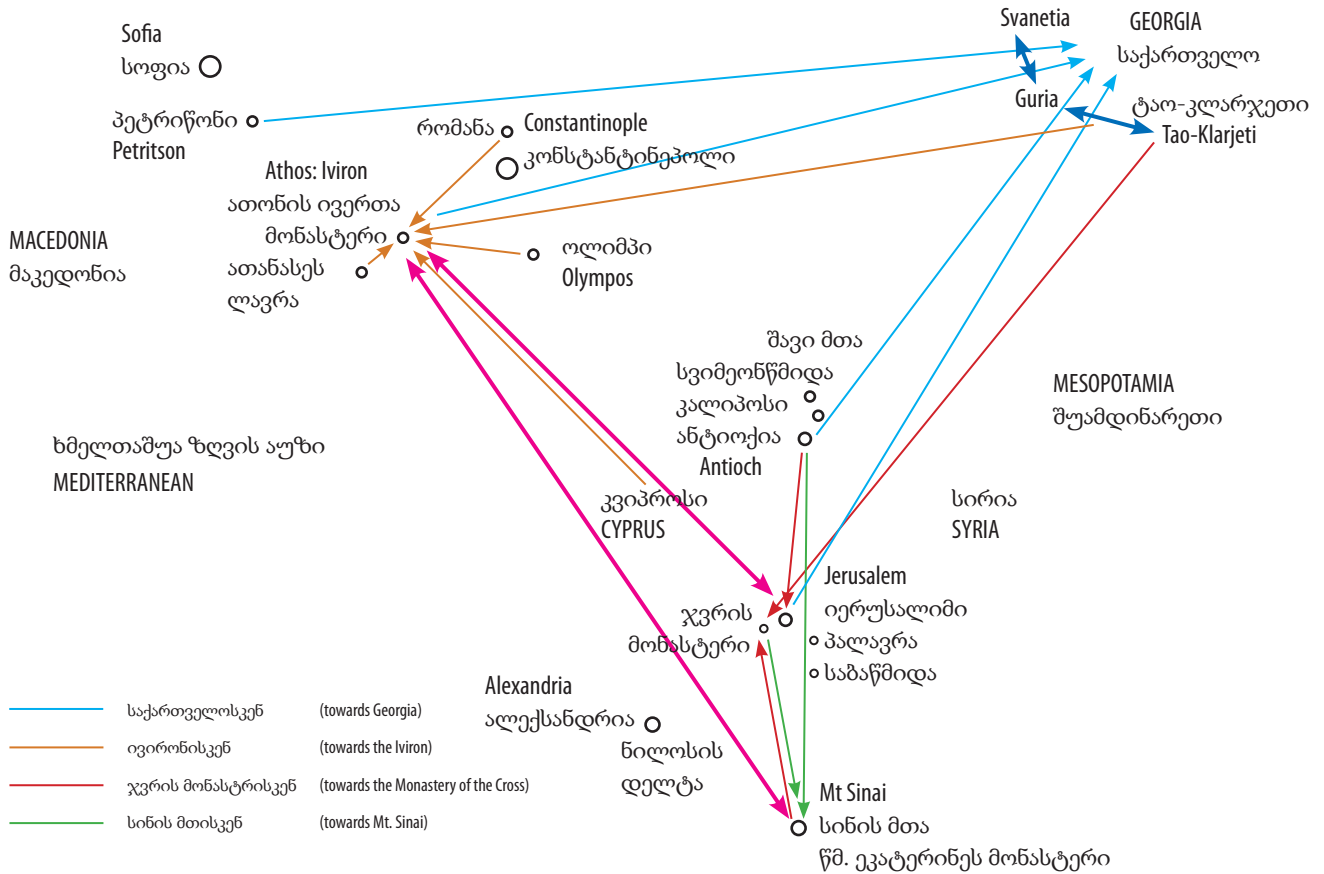 Sofia
სოფია
Svanetia
GEORGIA
საქართველო
Guria
ტაო-კლარჯეთი
Tao-Klarjeti
პეტრიწონი
Petritson
რომანა
Constantinople
კონსტანტინეპოლი
Athos: Iviron
ათონის ივერთა
მონასტერი
ათანასეს
ლავრა
MACEDONIA
მაკედონია
ოლიმპი
Olympos
შავი მთა
სვიმეონწმიდა
კალიპოსი
ანტიოქია
Antioch
MESOPOTAMIA
შუამდინარეთი
ხმელთაშუა ზღვის აუზი
MEDITERRANEAN
კვიპროსი
CYPRUS
სირია
SYRIA
Jerusalem
იერუსალიმი
პალავრა
საბაწმიდა
ჯვრის
მონასტერი
Alexandria
ალექსანდრია
ნილოსის
დელტა
Mt Sinai
სინის მთა
წმ. ეკატერინეს მონასტერი
საქართველოსკენ (towards Georgia)
ივირონისკენ (towards the Iviron)
ჯვრის მონასტრისკენ (towards the Monastery of the Cross)
სინის მთისკენ (towards Mt. Sinai)